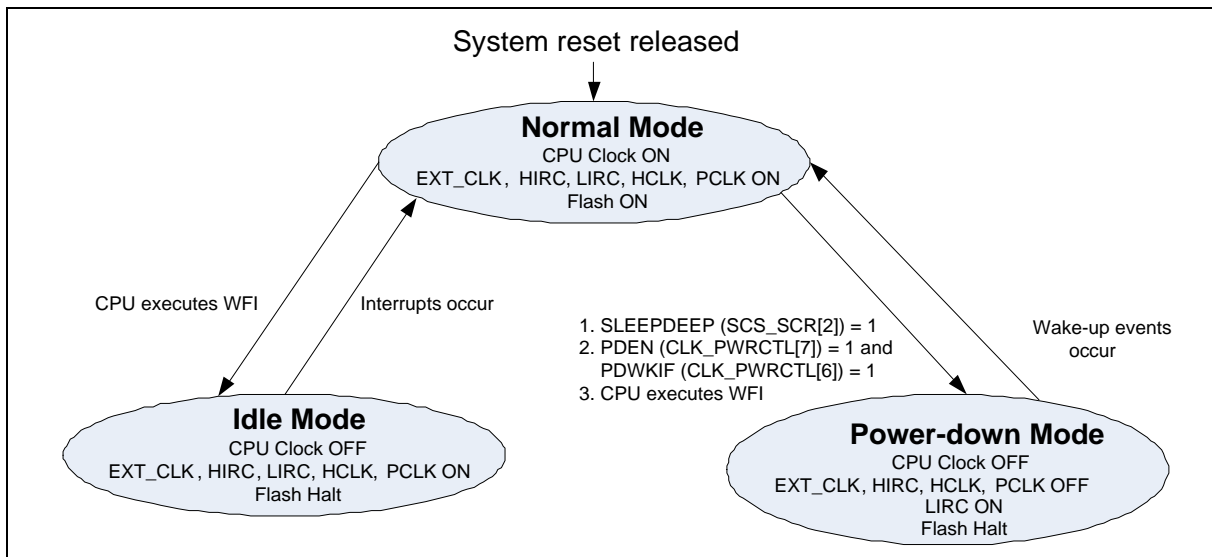 System reset released
Normal Mode
CPU Clock ON
EXT_CLK, HIRC, LIRC, HCLK, PCLK ON
Flash ON
CPU executes WFI
Interrupts occur
1. SLEEPDEEP (SCS_SCR[2]) = 1
2. PDEN (CLK_PWRCTL[7]) = 1 and
PDWKIF (CLK_PWRCTL[6]) = 1
3. CPU executes WFI
Wake-up events
occur
Idle Mode
CPU Clock OFF
EXT_CLK, HIRC, LIRC, HCLK, PCLK ON
Flash Halt
Power-down Mode
CPU Clock OFF
EXT_CLK, HIRC, HCLK, PCLK OFF
LIRC ON
Flash Halt